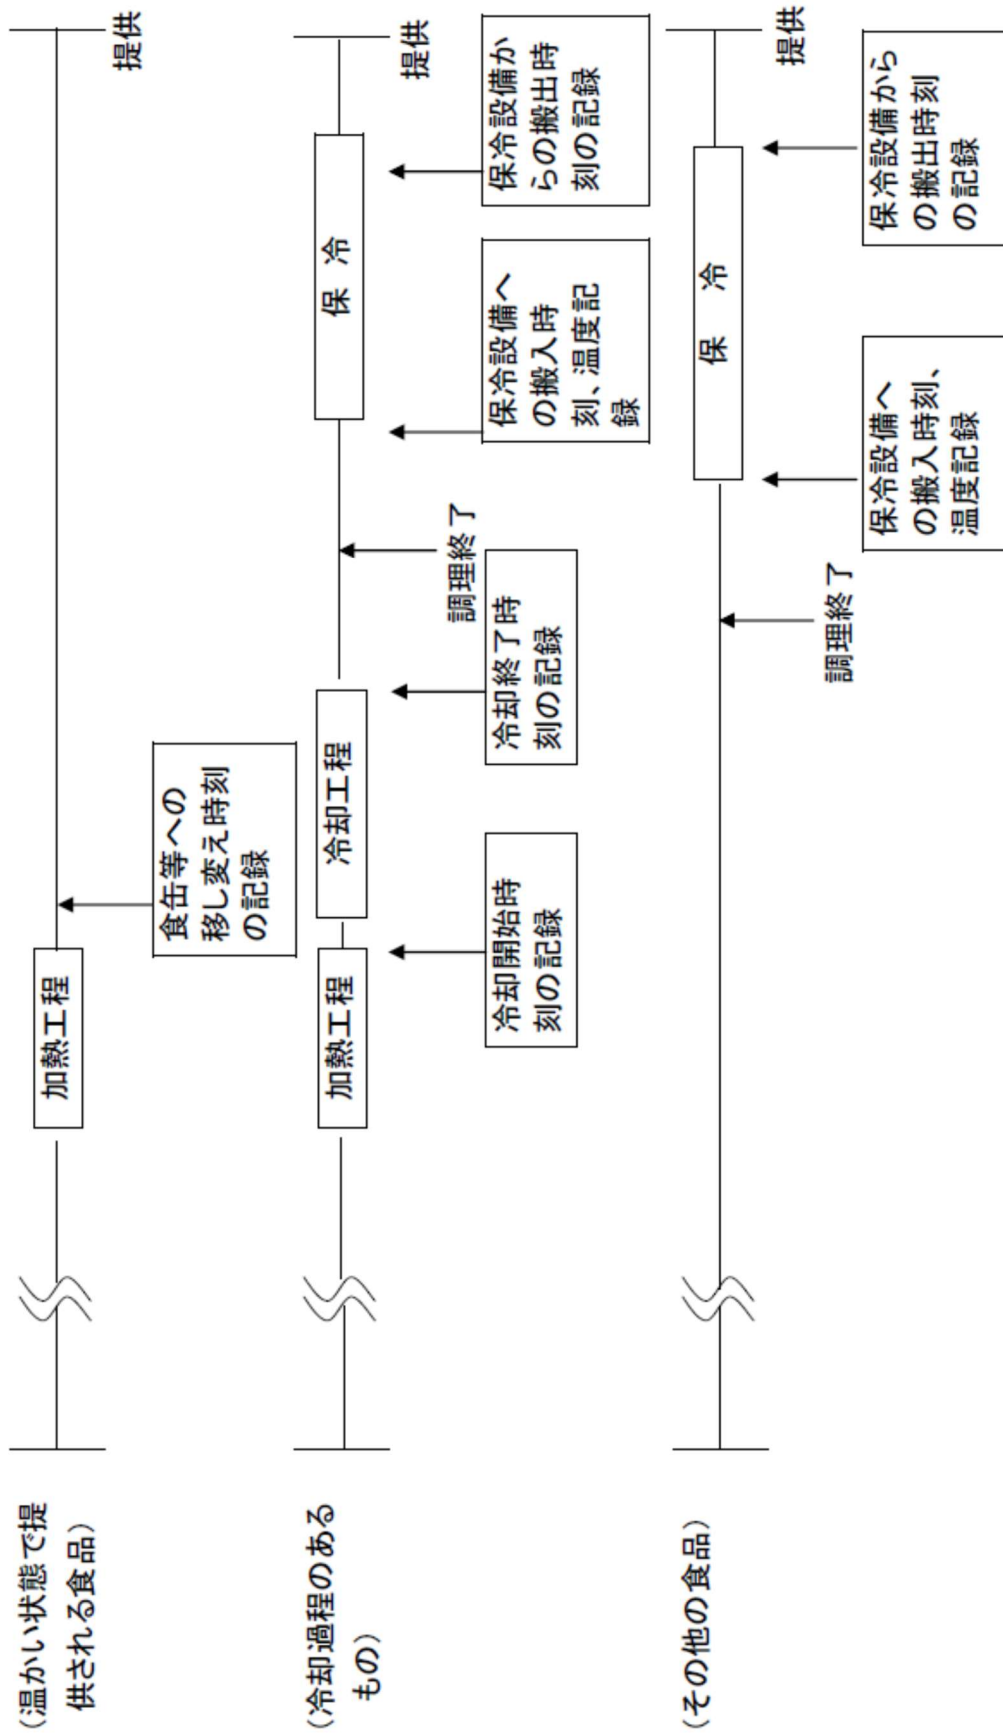 （温かい状態で提
供される食品）
加熱工程
食缶等への
移し変え時刻
の記録
提供
（冷却過程のある
もの）
加熱工程
冷却工程
保　冷
提供
調理終了
冷却開始時
刻の記録
冷却終了時
刻の記録
保冷設備へ
の搬入時
刻、温度記
録
保冷設備か
らの搬出時
刻の記録
（その他の食品）
保　冷
提供
調理終了
保冷設備へ
の搬入時刻、
温度記録
保冷設備から
の搬出時刻
の記録